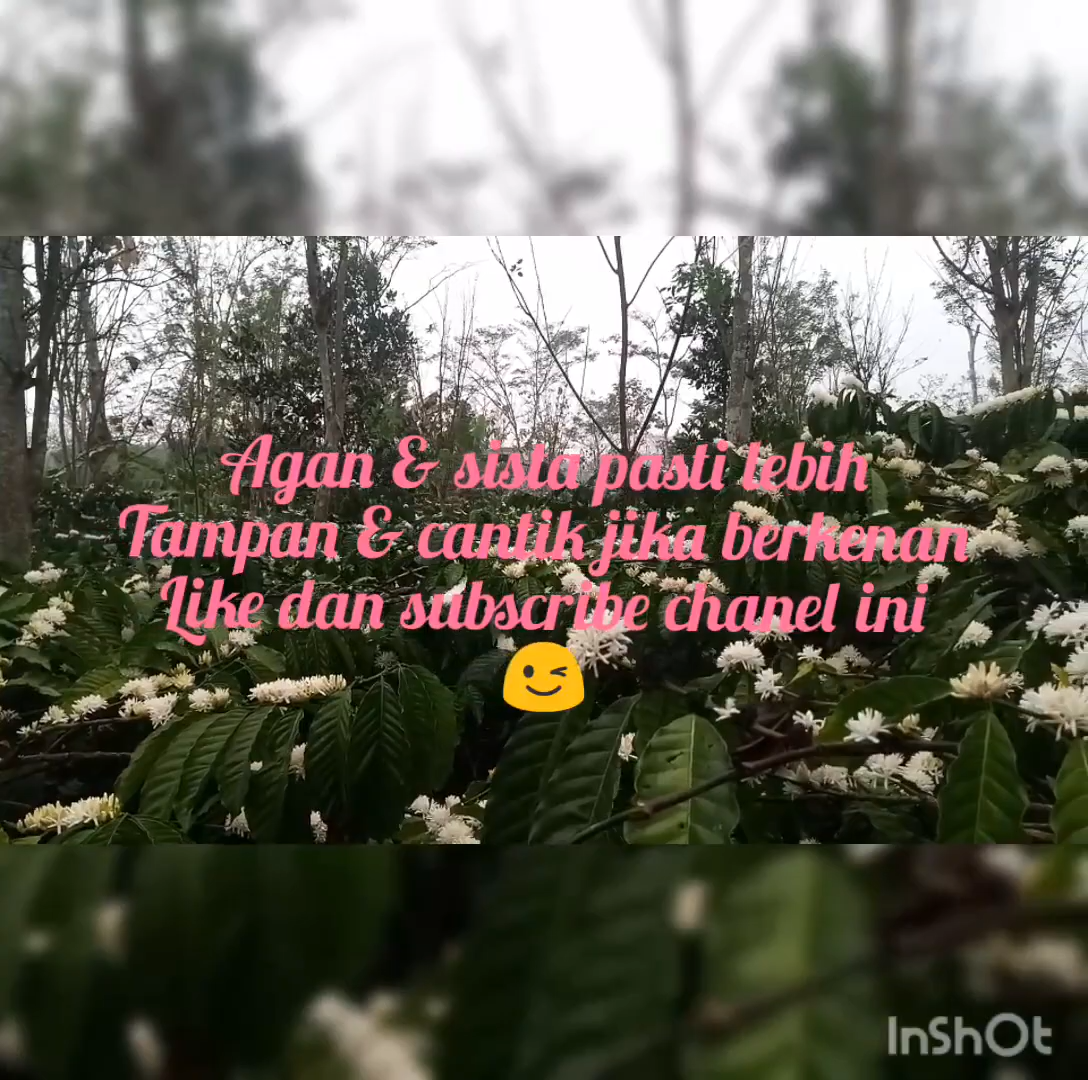 Agan & sista pasti lebih
Tampan & cantik jika berkenan
Like dan subscribe chanel ini
😉
InShOt